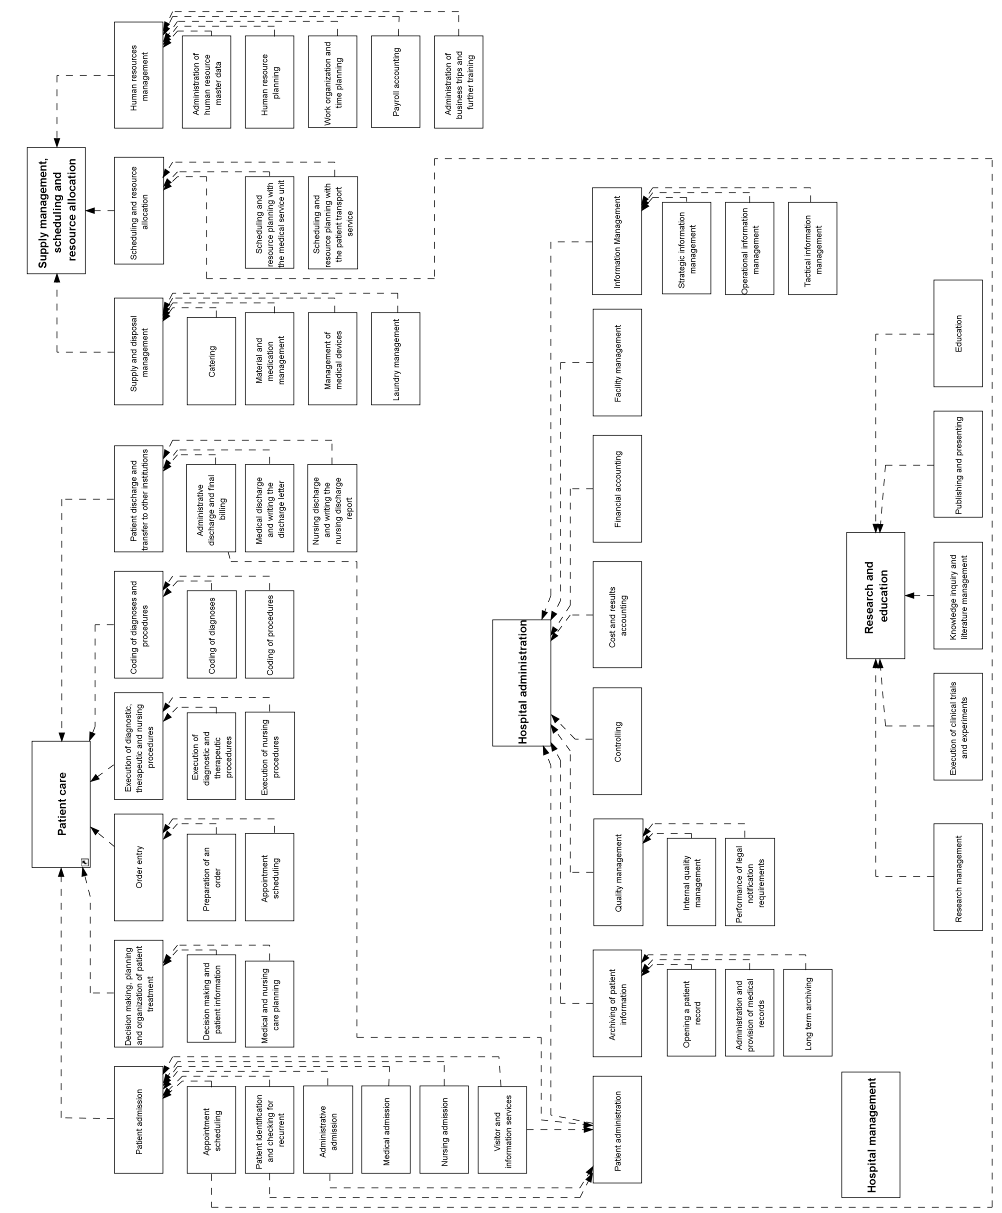 Patient care
Patient admission
Appointment
scheduling
Patient identification
and checking for
recurrent
Administrative
admission
Medical admission
Nursing admission
Visitor and
information services
Decision making, planning
and organization of patient
treatment
Decision making and
patient information
Medical and nursing
care planning
Order entry
Preparation of an
order
Appointment
scheduling
Execution of diagnostic,
therapeutic and nursing
procedures
Execution of
diagnostic and
therapeutic
procedures
Execution of nursing
procedures
Coding of diagnoses and
procedures
Coding of diagnoses
Coding of procedures
Patient discharge and
transfer to other institutions
Administrative
discharge and final
billing
Medical discharge
and writing the
discharge letter
Nursing discharge
and writing the
nursing discharge
report
Supply management,
scheduling and
resource allocation
Supply and disposal
management
Catering
Material and
medication
management
Management of
medical devices
Laundry management
Scheduling and resource
allocation
Scheduling and
resource planning with
the medical service unit
Scheduling and
resource planning with
the patient transport
service
Human resources
management
Administration of
human resource
master data
Human resource
planning
Work organization and
time planning
Payroll accounting
Administration of
business trips and
further training
Hospital administration
Patient administration
Archiving of patient
information
Opening a patient
record
Administration and
provision of medical
records
Long term archiving
Quality management
Internal quality
management
Performance of legal
notification
requirements
Controlling
Cost and results
accounting
Financial accounting
Facility management
Information Management
Strategic information
management
Operational information
management
Tactical information
management
Hospital management
Research and
education
Research management
Execution of clinical trials
and experiments
Knowledge inquiry and
literature management
Publishing and presenting
Education